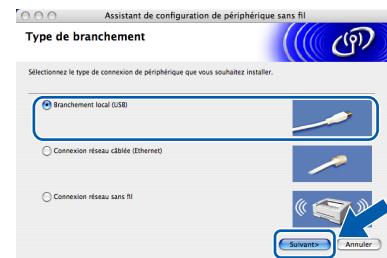 Assistant de configuration de périphérique sans fil
Type de branchement
Sélectionnez le type de connexion de périphérique que vous souhaitez installer.
Branchement local (USB)
Connexion réseau câblée (Ethernet)
Connexion réseau sans fil
Suivant> Annuler